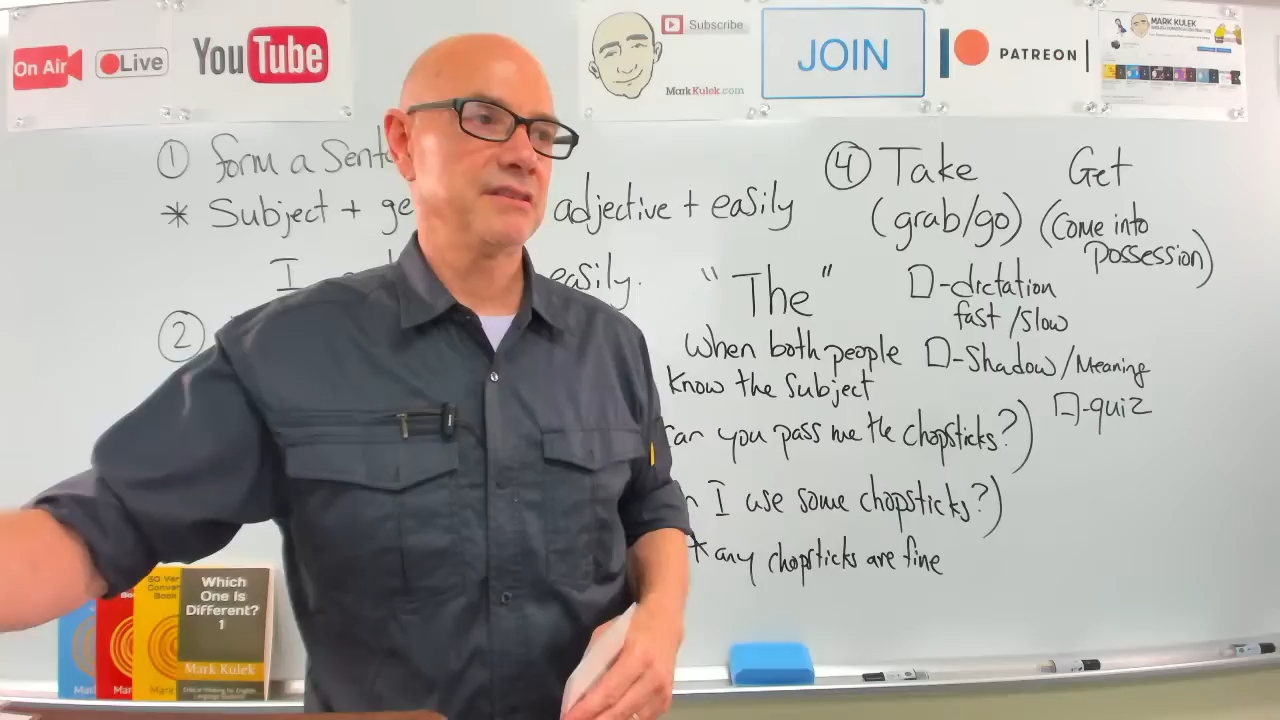 On Air
Live
YouTube
Subscribe
MarkKulek.com
JOIN
PATREON
MARK KULEK
① form a Sent
* Subject + ge adjective + easily
I easily.
②
"The"
When both people
Know the Subject
an you pass me the chopsticks?)
I use some chopsticks?)
*any chopsticks are fine
④ Take Get
(grab/go) (Come into
possession)
D-dictation
fast/slow
D-Shadow/Meaning
D-quiz
50 Ver
Conver
Book
Which
One Is
Different?
1
Mark Kulek
Critical Thinking for English
Language Students